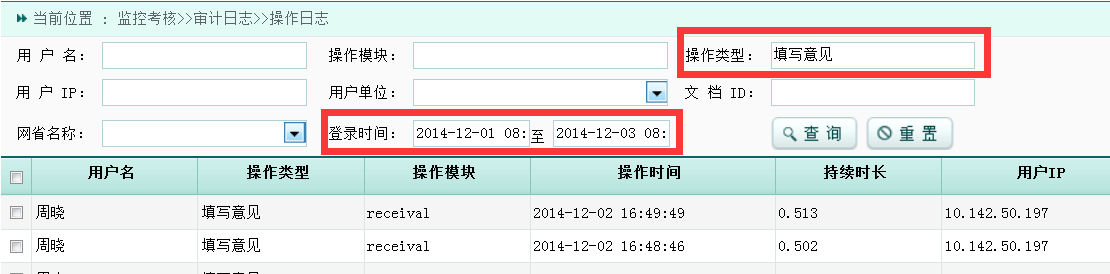 当前位置 : 监控考核>>审计日志>>操作日志
用 户 名: 操作模块: 操作类型: 填写意见
用 户 IP: 用户单位: 文 档 ID:
网省名称: 登录时间: 2014-12-01 08: 至 2014-12-03 08: 查 询 重 置
用户名 操作类型 操作模块 操作时间 持续时长 用户IP
周晓 填写意见 receival 2014-12-02 16:49:49 0.513 10.142.50.197
周晓 填写意见 receival 2014-12-02 16:48:46 0.502 10.142.50.197